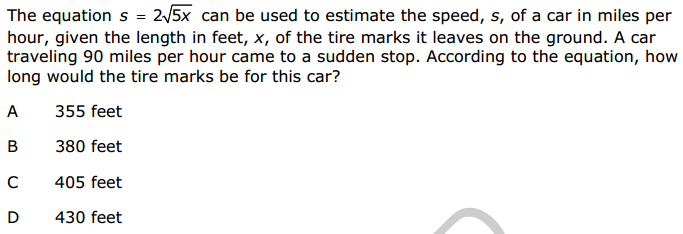 The equation s = 2√5x can be used to estimate the speed, s, of a car in miles per
hour, given the length in feet, x, of the tire marks it leaves on the ground. A car
traveling 90 miles per hour came to a sudden stop. According to the equation, how
long would the tire marks be for this car?
A 355 feet
B 380 feet
C 405 feet
D 430 feet